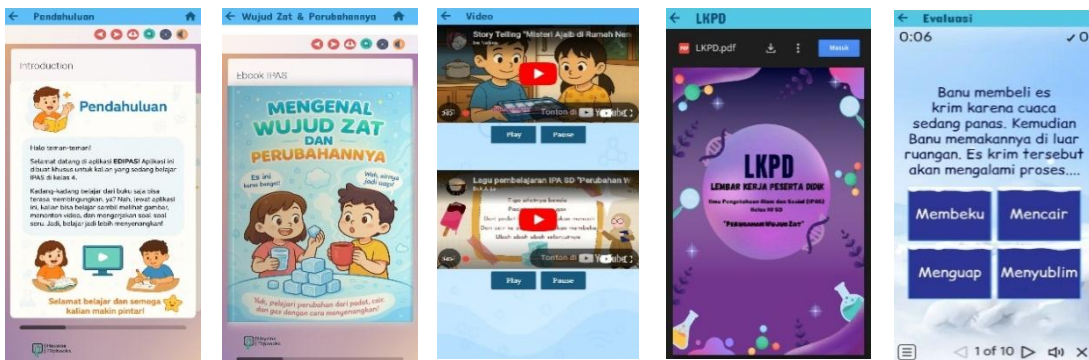 Pendahuluan
Introduction
Pendahuluan
Halo teman-teman!
Selamat datang di aplikasi EDIPAS! Aplikasi ini
dibuat khusus untuk kalian yang sedang belajar
IPAS di kelas 4.
Kadang-kadang belajar dari buku saja bisa
terasa membingungkan, ya? Nah, lewat aplikasi
ini, kalian bisa belajar sambil melihat gambar,
menonton video, dan mengerjakan soal-soal
seru. Jadi, belajar jadi lebih menyenangkan!
Selamat belajar dan semoga
kalian makin pintar!
Wujud Zat & Perubahannya
Ebook IPAS
MENGENAL
WUJUD ZAT
DAN
PERUBAHANNYA
Es ini
Wah, airnya
jadi uap!
Yuk, pelajari perubahan dari padat, cair,
dan gas dengan cara menyenangkan!
Video
Story Telling "Misteri Ajaib di Rumah Nen
Tonton di
Play Pause
Lagu pembelajaran IPA SD "Perubahan W
Tonton di
Play Pause
LKPD
LKPD.pdf
Masuk
LKPD
LEMBAR KERJA PESERTA DIDIK
Ilmu Pengetahuan Alam dan Sosial (IPAS)
Kelas IV SD
"PERUBAHAN WUJUD ZAT"
Evaluasi
0:06 0
Banu membeli es
krim karena cuaca
sedang panas. Kemudian
Banu memakannya di luar
ruangan. Es krim tersebut
akan mengalami proses....
Membeku Mencair
Menguap Menyublim
1 of 10